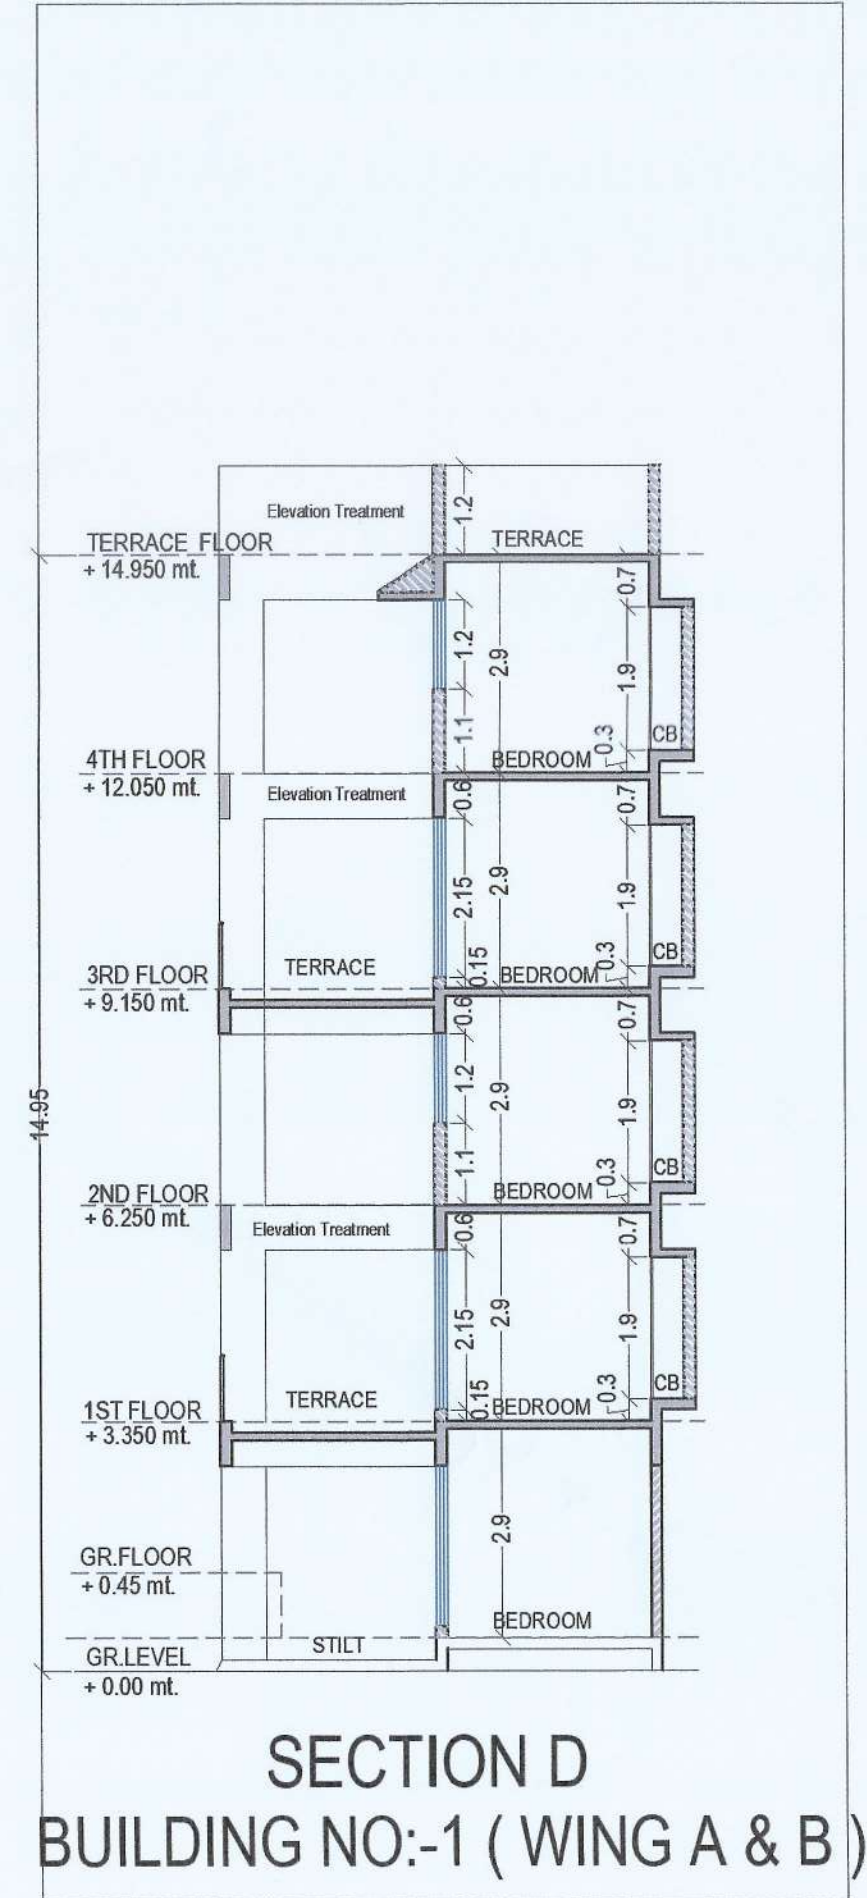 Elevation Treatment
1.2
TERRACE
TERRACE FLOOR
+ 14.950 mt.
0.7
1.2
2.9
1.9
1.1
0.3
CB
BEDROOM
4TH FLOOR
+ 12.050 mt.
Elevation Treatment
0.6
0.7
2.15
2.9
1.9
0.3
CB
TERRACE
0.15
BEDROOM
3RD FLOOR
+ 9.150 mt.
0.6
0.7
1.2
2.9
1.9
14.95
1.1
0.3
CB
BEDROOM
2ND FLOOR
+ 6.250 mt.
Elevation Treatment
0.6
0.7
2.15
2.9
1.9
0.3
CB
TERRACE
0.15
BEDROOM
1ST FLOOR
+ 3.350 mt.
2.9
GR.FLOOR
+ 0.45 mt.
BEDROOM
STILT
GR.LEVEL
+ 0.00 mt.
SECTION D
BUILDING NO:-1 ( WING A & B )